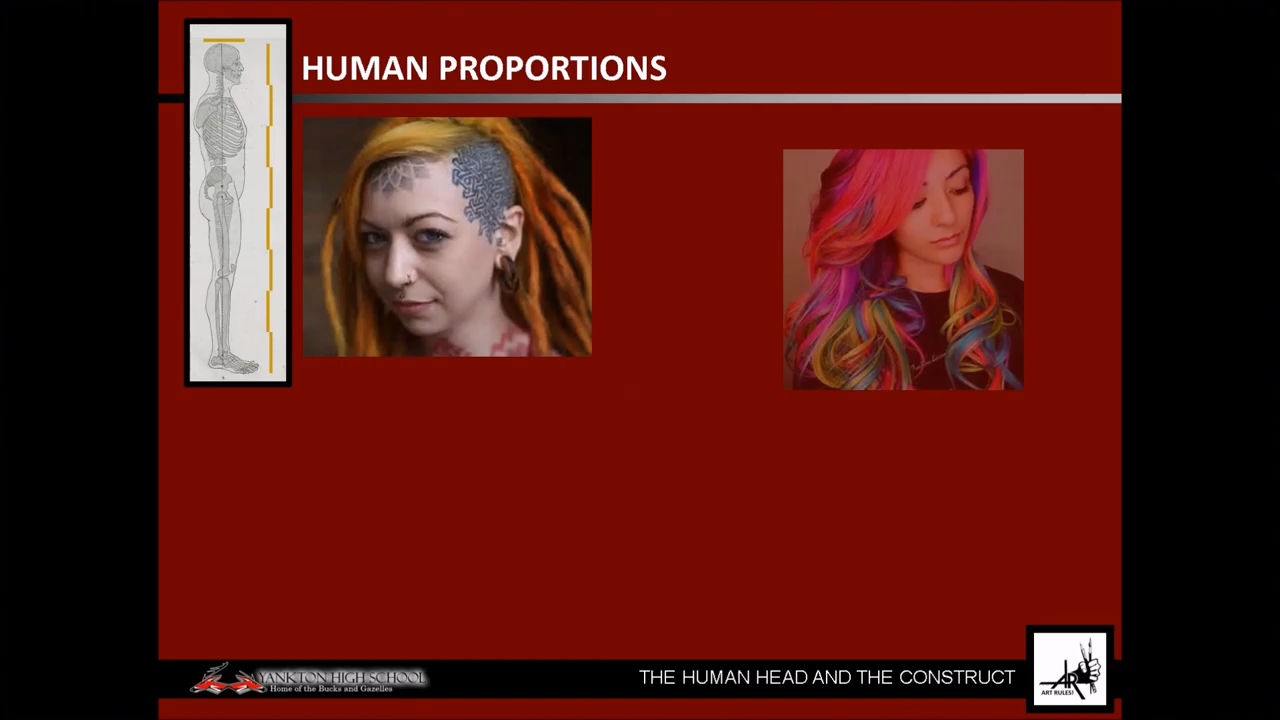 HUMAN PROPORTIONS
YANKTON HIGH SCHOOL
Home of the Bucks and Gazelles
THE HUMAN HEAD AND THE CONSTRUCT
AR
ART RULES!